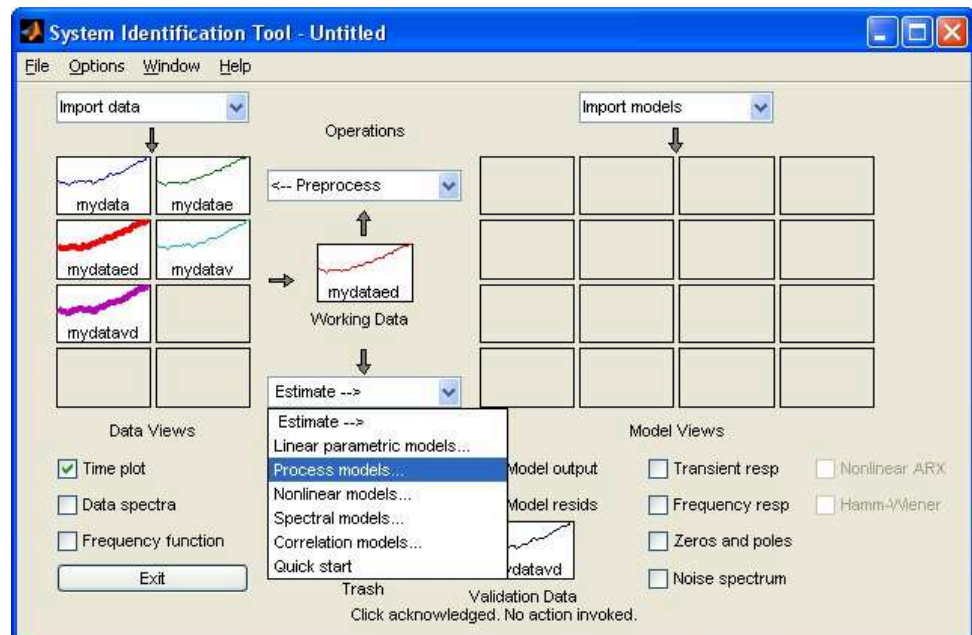 System Identification Tool - Untitled
File Options Window Help
Import data
Import models
Operations
mydata
mydatae
<-- Preprocess
mydataed
mydatav
mydataed
mydatavd
Working Data
Estimate -->
Data Views
Model Views
Estimate -->
Linear parametric models...
Process models...
Nonlinear models...
Spectral models...
Correlation models...
Quick start
Time plot
Data spectra
Frequency function
Exit
Model output
Model resids
Transient resp
Frequency resp
Zeros and poles
Noise spectrum
Nonlinear ARX
Hamm-Wiener
Trash
Validation Data
Click acknowledged. No action invoked.